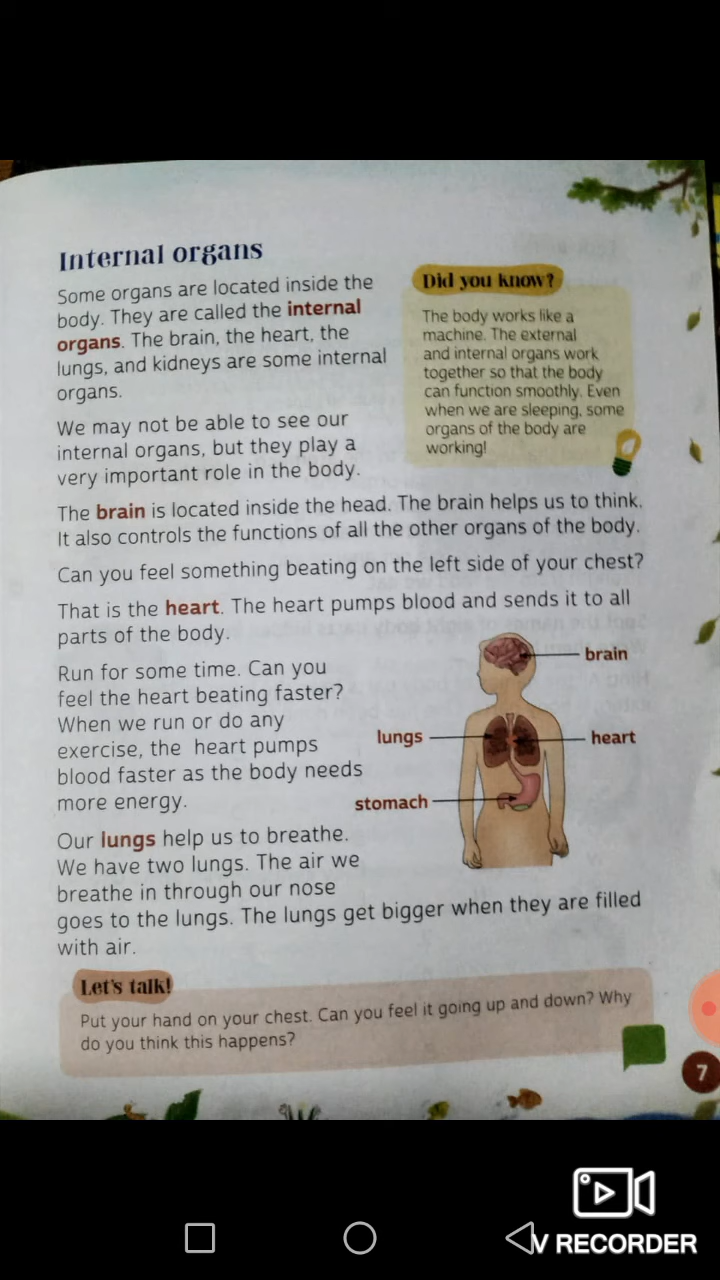 Internal organs
Some organs are located inside the
body. They are called the internal
organs. The brain, the heart, the
lungs, and kidneys are some internal
organs.
We may not be able to see our
internal organs, but they play a
very important role in the body.
Did you know?
The body works like a
machine. The external
and internal organs work
together so that the body
can function smoothly. Even
when we are sleeping, some
organs of the body are
working!
The brain is located inside the head. The brain helps us to think.
It also controls the functions of all the other organs of the body.
Can you feel something beating on the left side of your chest?
That is the heart. The heart pumps blood and sends it to all
parts of the body.
Run for some time. Can you
feel the heart beating faster?
When we run or do any
exercise, the heart pumps
blood faster as the body needs
more energy.
brain
lungs
heart
stomach
Our lungs help us to breathe.
We have two lungs. The air we
breathe in through our nose
goes to the lungs. The lungs get bigger when they are filled
with air.
Let's talk!
Put your hand on your chest. Can you feel it going up and down? Why
do you think this happens?
7
V RECORDER